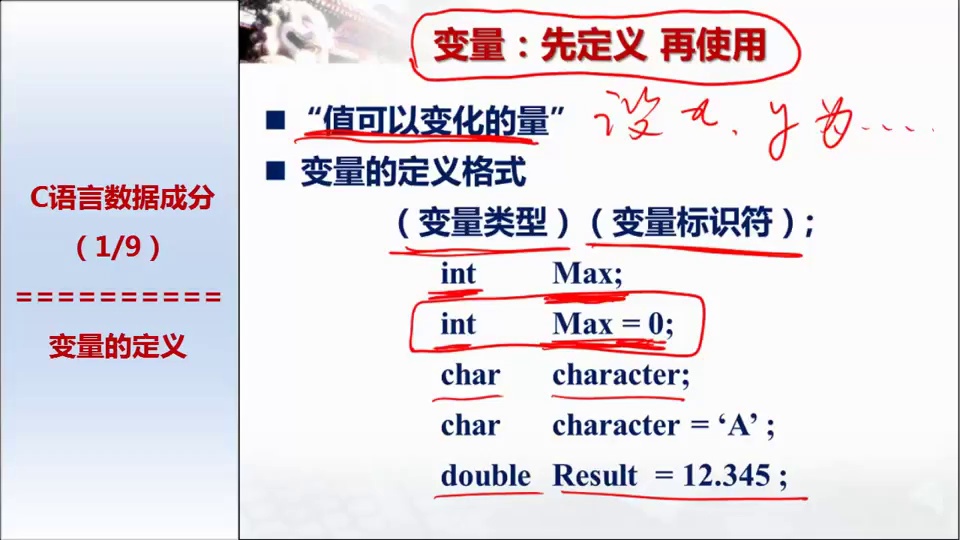 C语言数据成分
（1/9）
==========
变量的定义
变量：先定义 再使用
“值可以变化的量”
设 x、y 为……
变量的定义格式
（变量类型）（变量标识符）;
int Max;
int Max = 0;
char character;
char character = ‘A’ ;
double Result = 12.345 ;